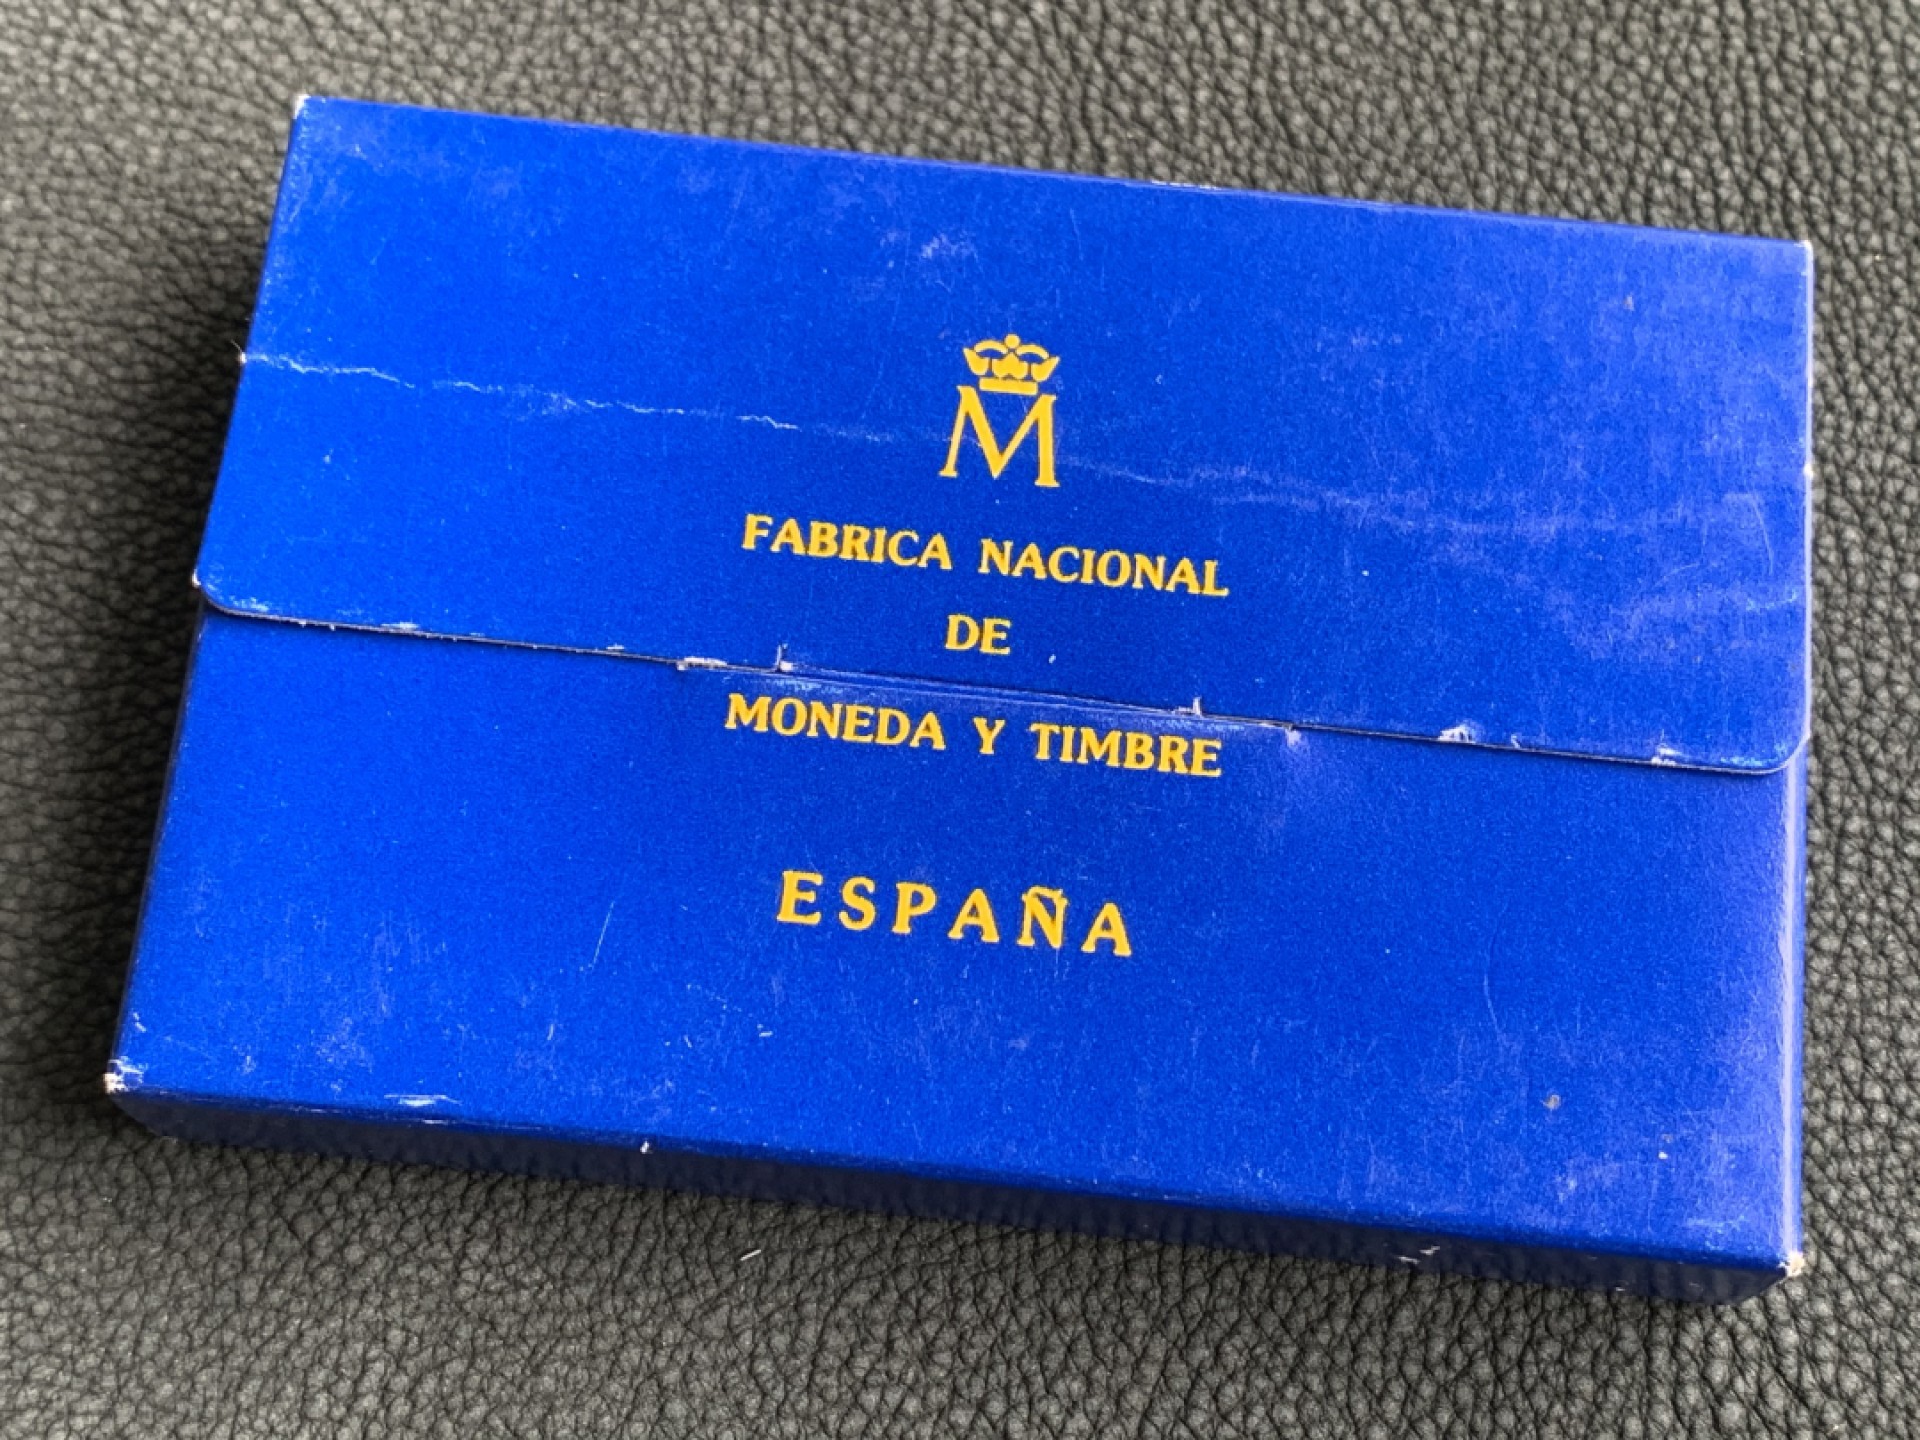 M
FABRICA NACIONAL
DE
MONEDA Y TIMBRE
ESPAÑA